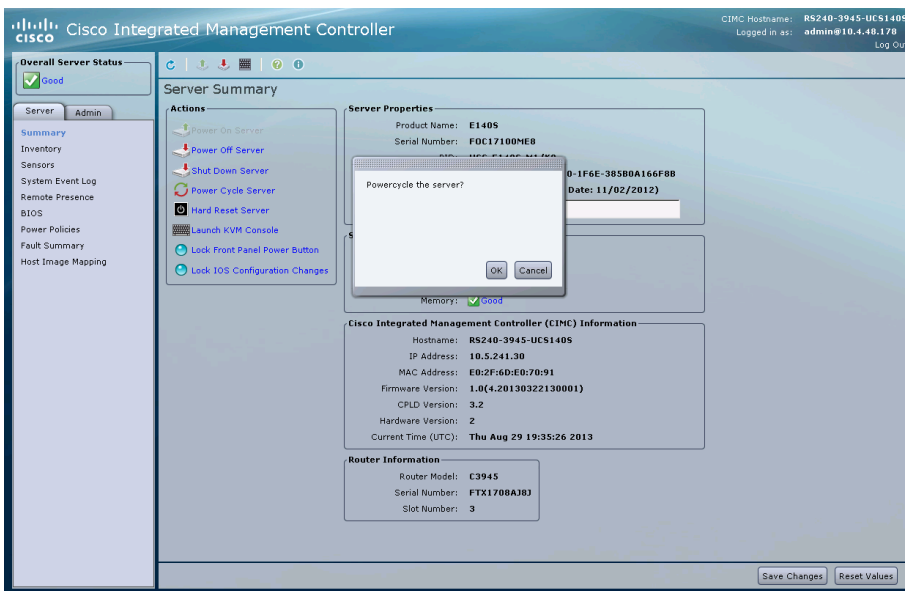 CISCO
Cisco Integrated Management Controller
CIMC Hostname: RS240-3945-UCS140S
Logged in as: admin@10.4.48.178
Log Ou
Overall Server Status
Good
Server Admin
Summary
Inventory
Sensors
System Event Log
Remote Presence
BIOS
Power Policies
Fault Summary
Host Image Mapping
Server Summary
Actions
Power On Server
Power Off Server
Shut Down Server
Power Cycle Server
Hard Reset Server
Launch KVM Console
Lock Front Panel Power Button
Lock IOS Configuration Changes
Server Properties
Product Name: E140S
Serial Number: FOC17100ME8
0-1F6E-385B0A166F8B
Date: 11/02/2012)
Powercycle the server?
OK Cancel
Memory: Good
Cisco Integrated Management Controller (CIMC) Information
Hostname: RS240-3945-UCS140S
IP Address: 10.5.241.30
MAC Address: E0:2F:6D:E0:70:91
Firmware Version: 1.0(4.20130322130001)
CPLD Version: 3.2
Hardware Version: 2
Current Time (UTC): Thu Aug 29 19:35:26 2013
Router Information
Router Model: C3945
Serial Number: FTX1708AJ8J
Slot Number: 3
Save Changes Reset Values